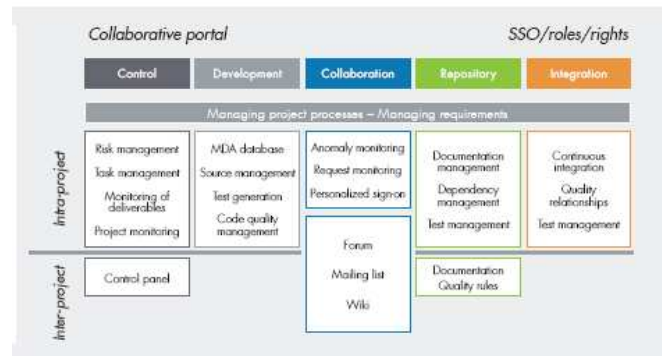 Collaborative portal
SSO/roles/rights
Control
Development
Collaboration
Repository
Integration
Managing project processes – Managing requirements
Intra-project
Risk management
Task management
Monitoring of
deliverables
Project monitoring
MDA database
Source management
Test generation
Code quality
management
Anomaly monitoring
Request monitoring
Personalized sign-on
Documentation
management
Dependency
management
Test management
Continuous
integration
Quality
relationships
Test management
Inter-project
Control panel
Forum
Mailing list
Wiki
Documentation
Quality rules